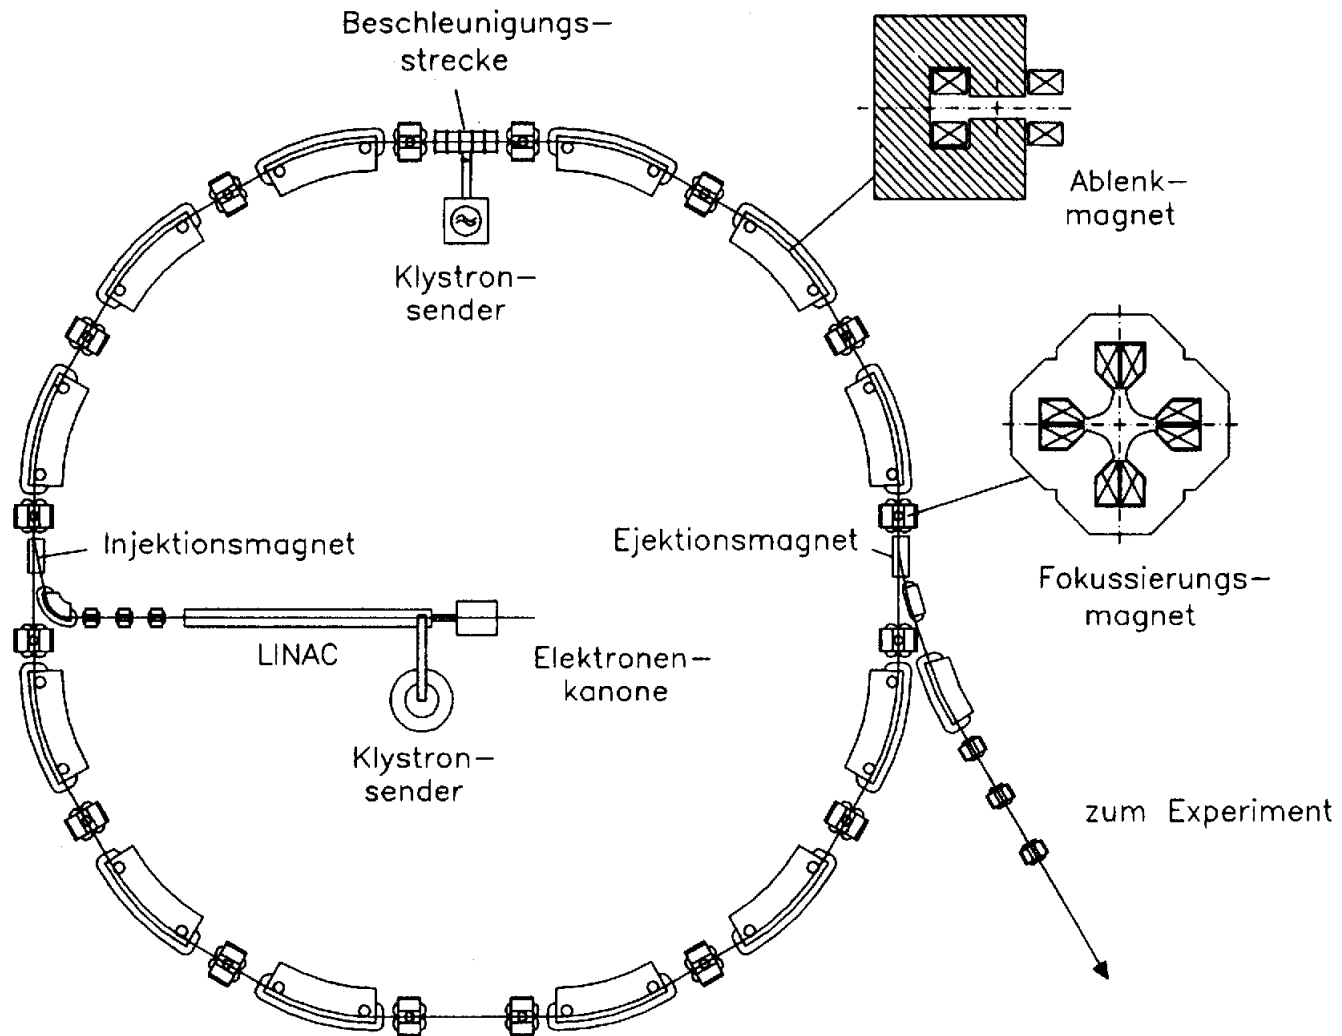 Beschleunigungs-
strecke
Ablenk-
magnet
Klystron-
sender
Injektionsmagnet
Ejektionsmagnet
Fokussierungs-
magnet
LINAC
Elektronen-
kanone
Klystron-
sender
zum Experiment